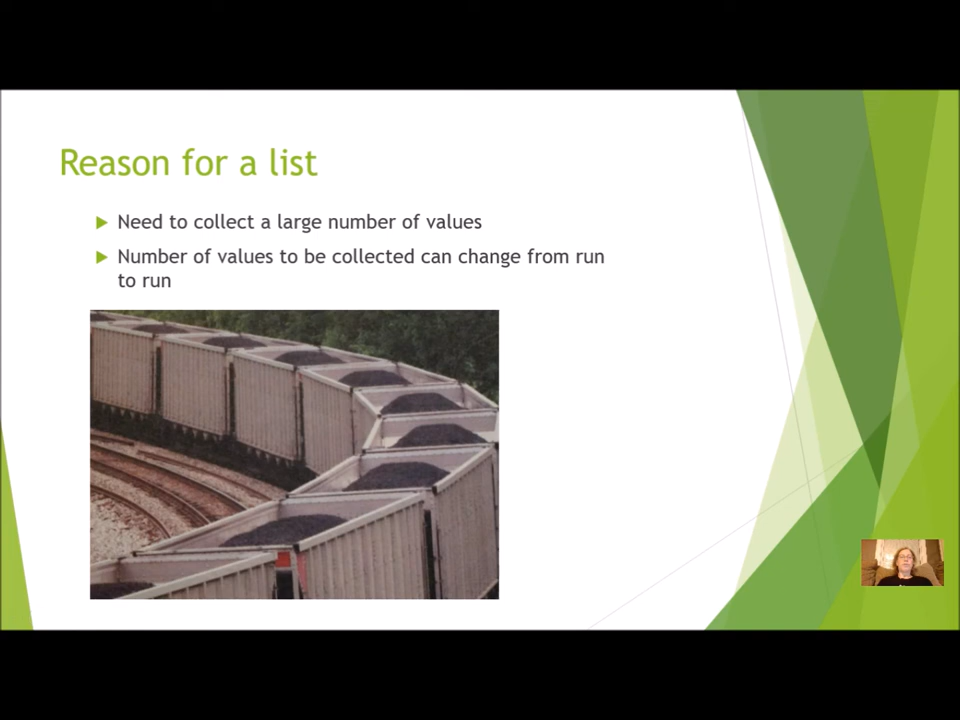 Reason for a list
Need to collect a large number of values
Number of values to be collected can change from run
to run